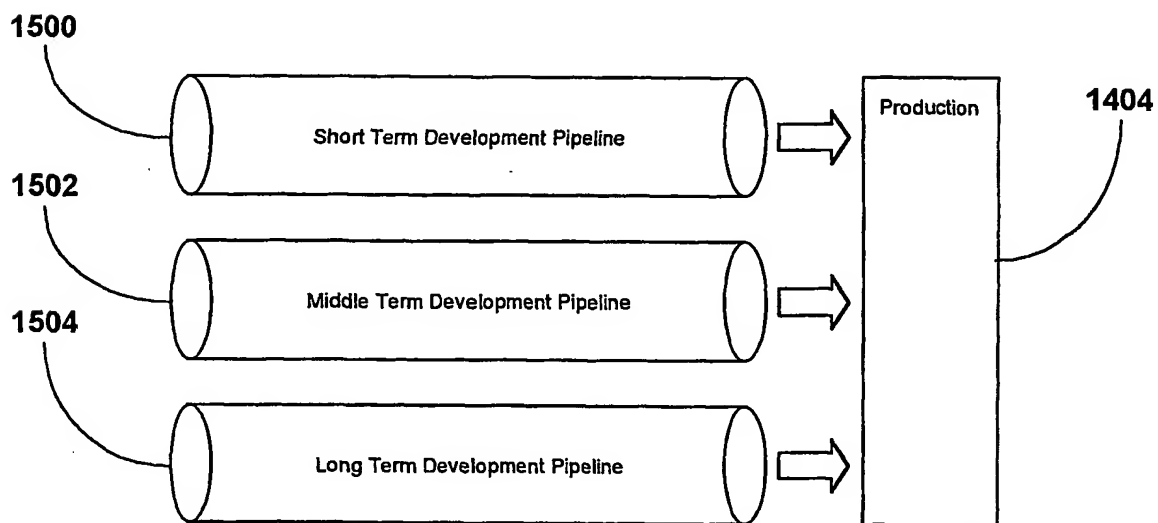 1500
Short Term Development Pipeline
Production
1404
1502
Middle Term Development Pipeline
1504
Long Term Development Pipeline